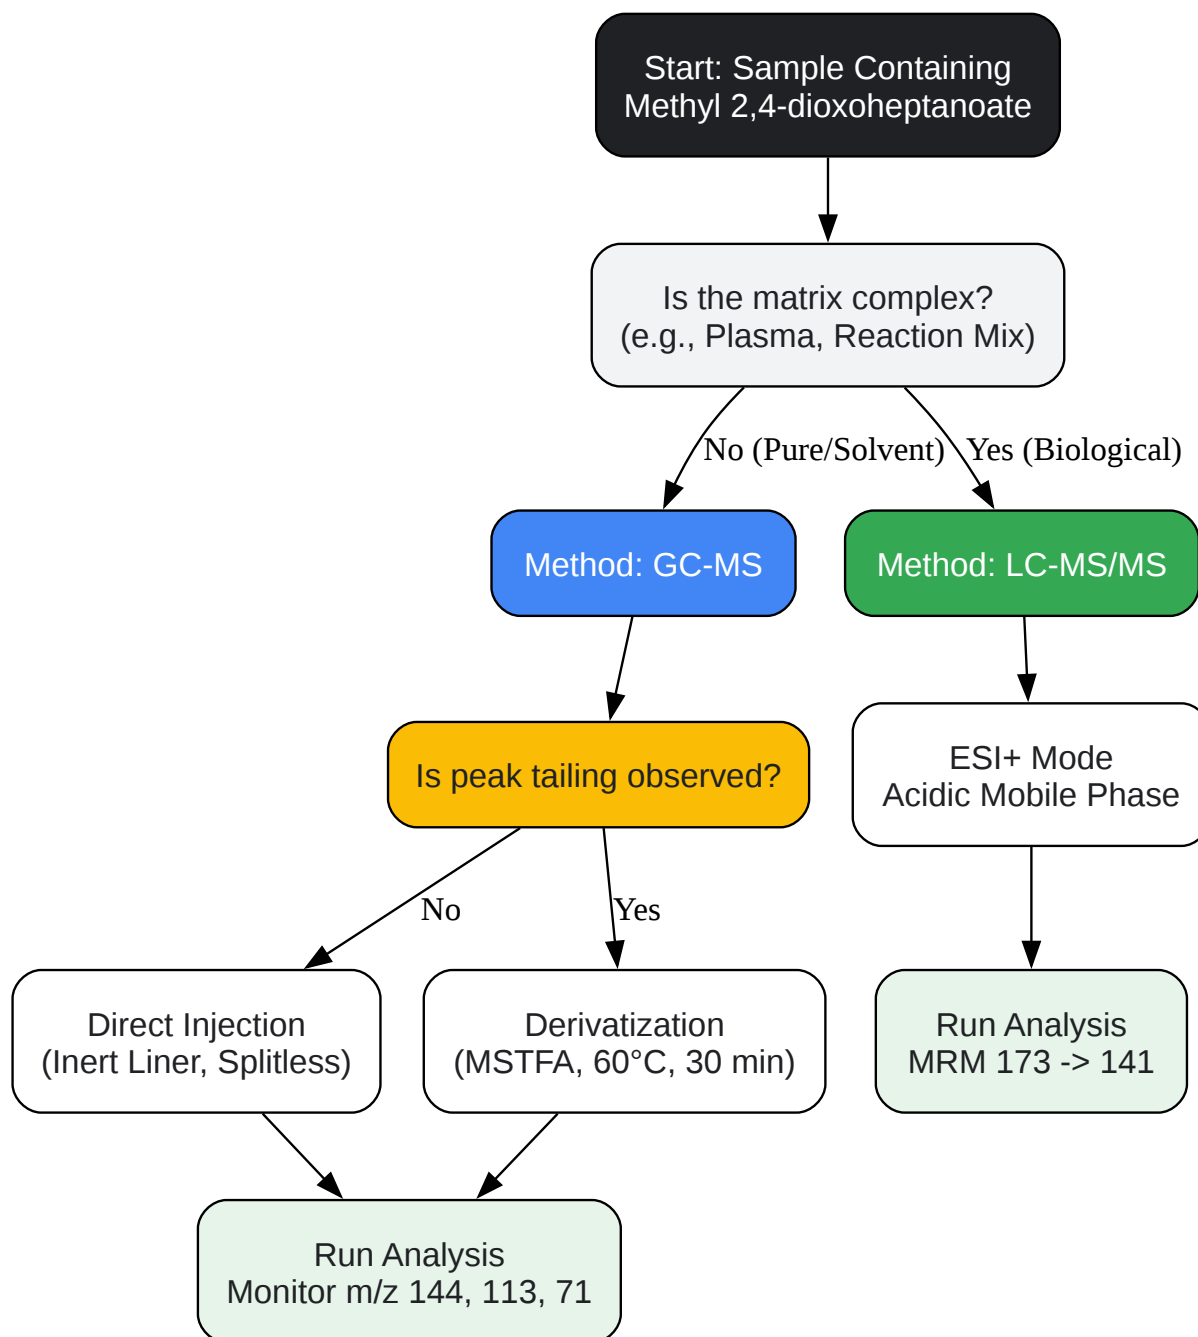 Start: Sample Containing
Methyl 2,4-dioxoheptanoate
Is the matrix complex?
(e.g., Plasma, Reaction Mix)
No (Pure/Solvent)
Yes (Biological)
Method: GC-MS
Method: LC-MS/MS
Is peak tailing observed?
ESI+ Mode
Acidic Mobile Phase
No
Yes
Direct Injection
(Inert Liner, Splitless)
Derivatization
(MSTFA, 60°C, 30 min)
Run Analysis
MRM 173 -> 141
Run Analysis
Monitor m/z 144, 113, 71